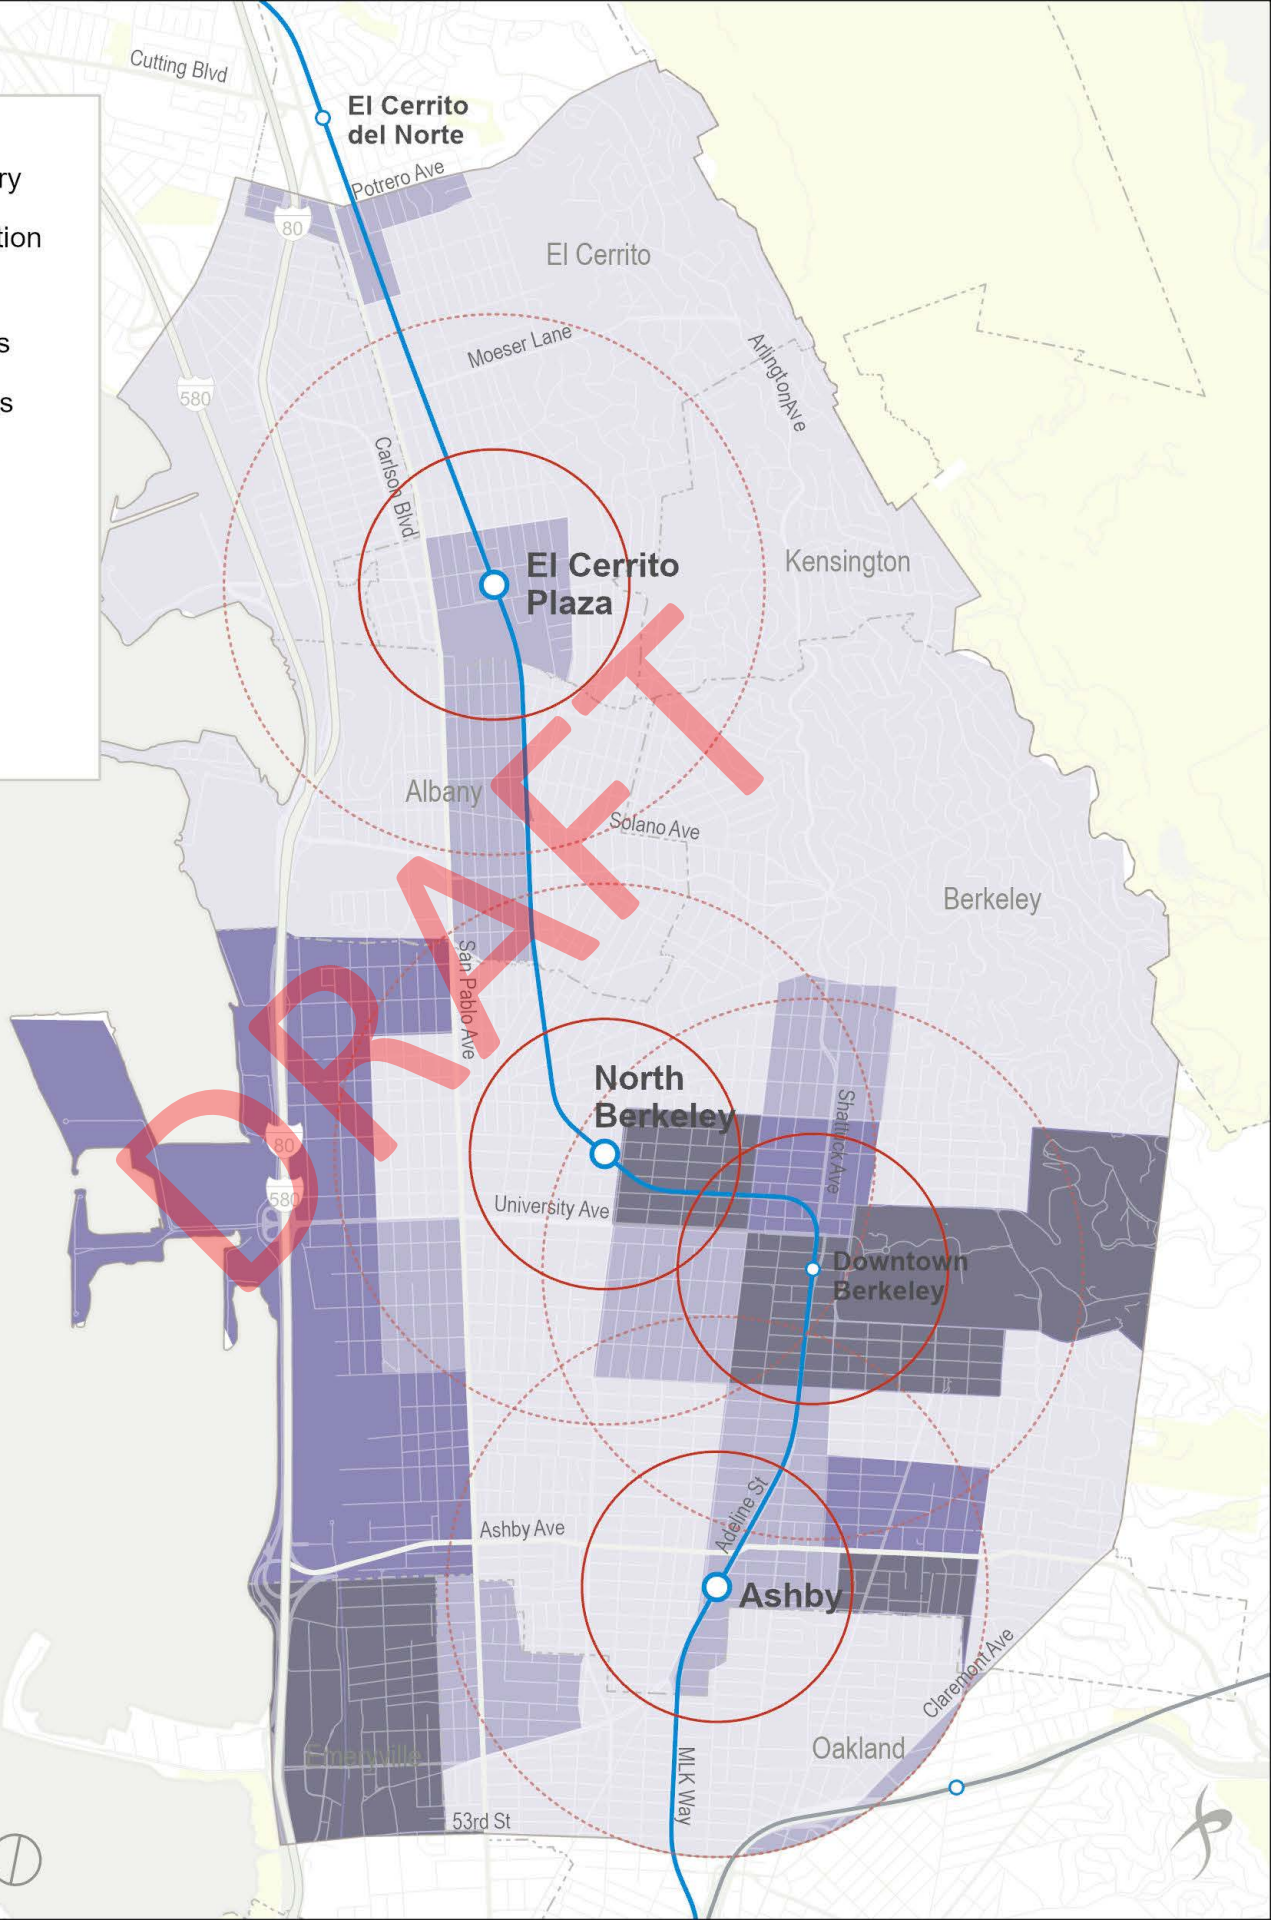 Cutting Blvd
El Cerrito
del Norte
Potrero Ave
ry
tion
80
El Cerrito
s
Moeser Lane
Arlington Ave
580
s
Carlson Blvd
El Cerrito
Plaza
Kensington
Albany
Solano Ave
Berkeley
DRAFT
San Pablo Ave
North
Berkeley
Shattuck Ave
80
580
University Ave
Downtown
Berkeley
Adeline St
Ashby Ave
Ashby
Claremont Ave
Emeryville
Oakland
MLK Way
53rd St